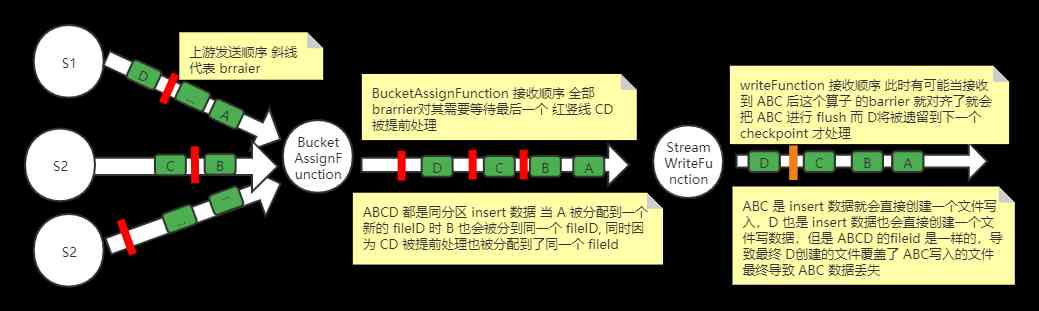 S1
D
...
A
上游发送顺序 斜线
代表 brraier
S2
C
B
S2
...
...
Bucket
AssignF
unction
BucketAssignFunction 接收顺序 全部
brarrier对其需要等待最后一个 红竖线 CD
被提前处理
D
C
B
A
ABCD 都是同分区 insert 数据 当 A 被分配到一个
新的 fileID 时 B 也会被分到同一个 fileID, 同时因
为 CD 被提前处理也被分配到了同一个 fileId
Stream
WriteFu
nction
writeFunction 接收顺序 此时有可能当接收
到 ABC 后这个算子 的barrier 就对齐了就会
把 ABC 进行 flush 而 D将被遗留到下一个
checkpoint 才处理
D
C
B
A
ABC 是 insert 数据就会直接创建一个文件写
入，D 也是 insert 数据也会直接创建一个文
件写数据，但是 ABCD 的fileid 是一样的，导
致最终 D创建的文件覆盖了 ABC写入的文件
最终导致 ABC 数据丢失